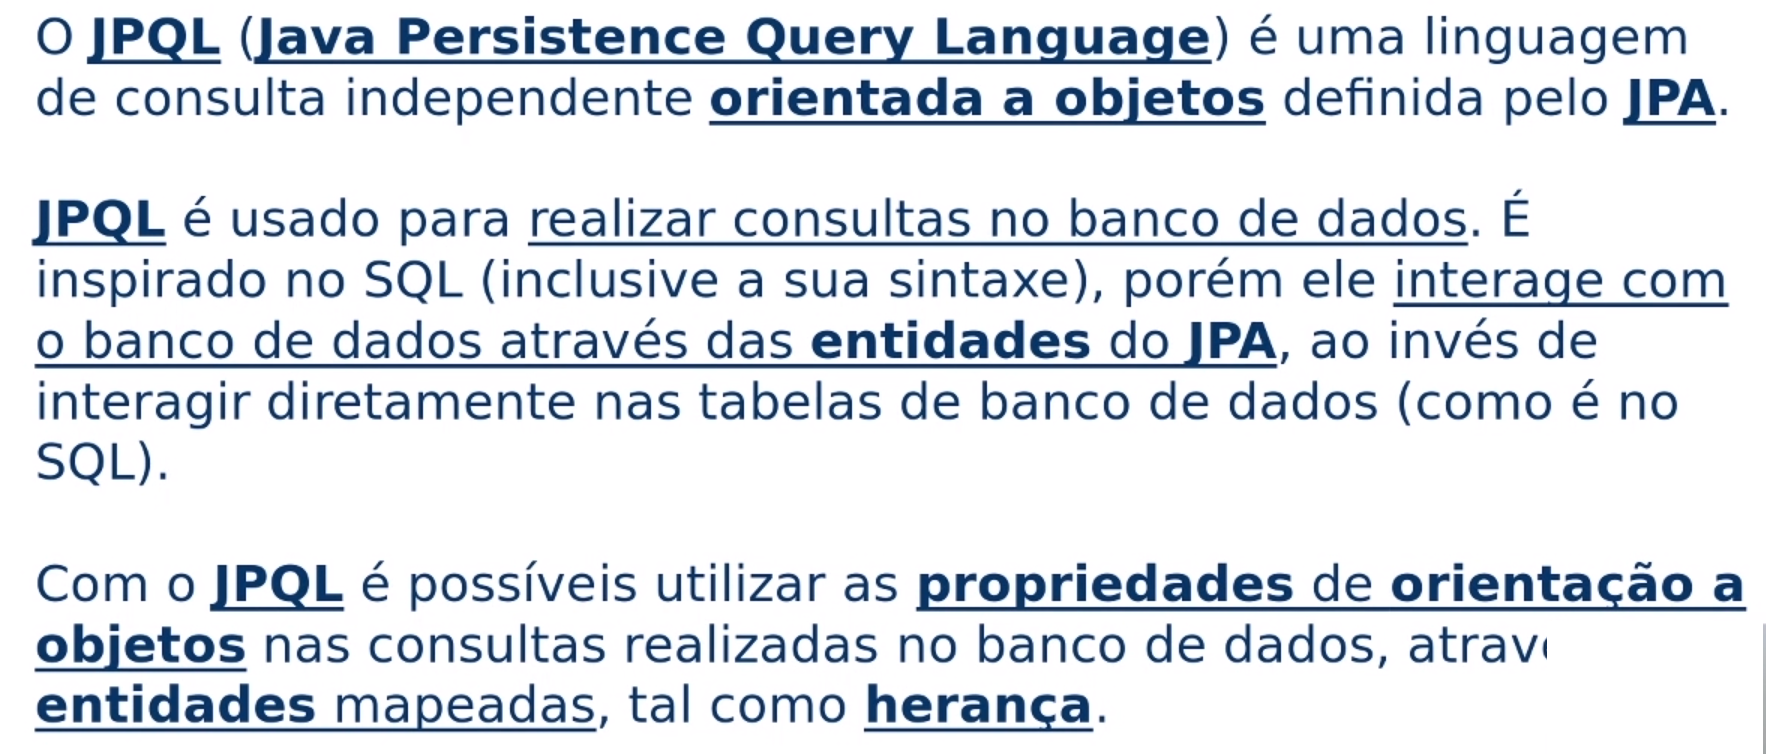 O JPQL (Java Persistence Query Language) é uma linguagem
de consulta independente orientada a objetos definida pelo JPA.
JPQL é usado para realizar consultas no banco de dados. É
inspirado no SQL (inclusive a sua sintaxe), porém ele interage com
o banco de dados através das entidades do JPA, ao invés de
interagir diretamente nas tabelas de banco de dados (como é no
SQL).
Com o JPQL é possíveis utilizar as propriedades de orientação a
objetos nas consultas realizadas no banco de dados,
entidades mapeadas, tal como herança.